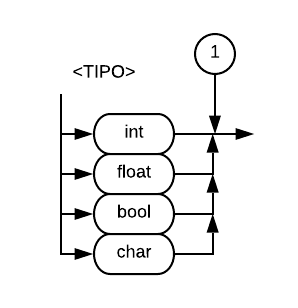 1
<TIPO>
int
float
bool
char